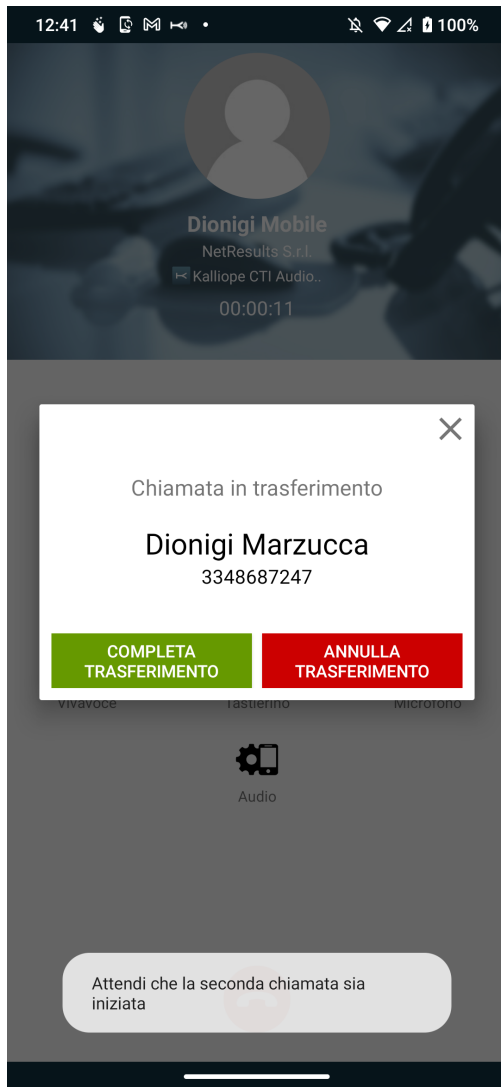 12:41
100%
Dionigi Mobile
NetResults S.r.l.
Kalliope CTI Audio..
00:00:11
Chiamata in trasferimento
Dionigi Marzucca
3348687247
COMPLETA
TRASFERIMENTO
ANNULLA
TRASFERIMENTO
Vivavoce
Tastierino
Microfono
Audio
Attendi che la seconda chiamata sia
iniziata